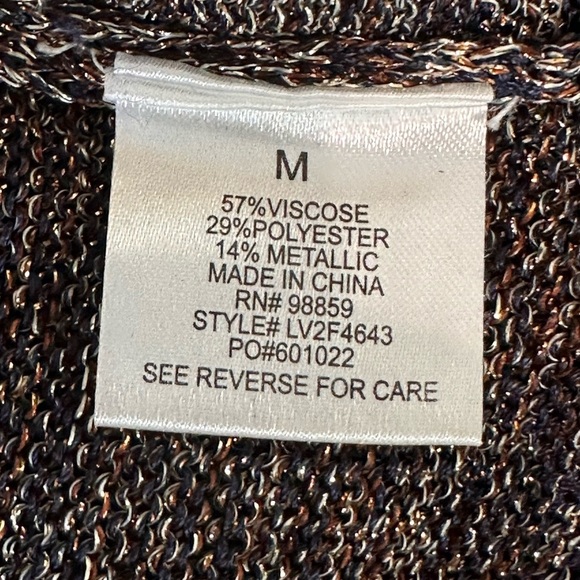 M
57%VISCOSE
29%POLYESTER
14% METALLIC
MADE IN CHINA
RN# 98859
STYLE# LV2F4643
PO#601022
SEE REVERSE FOR CARE